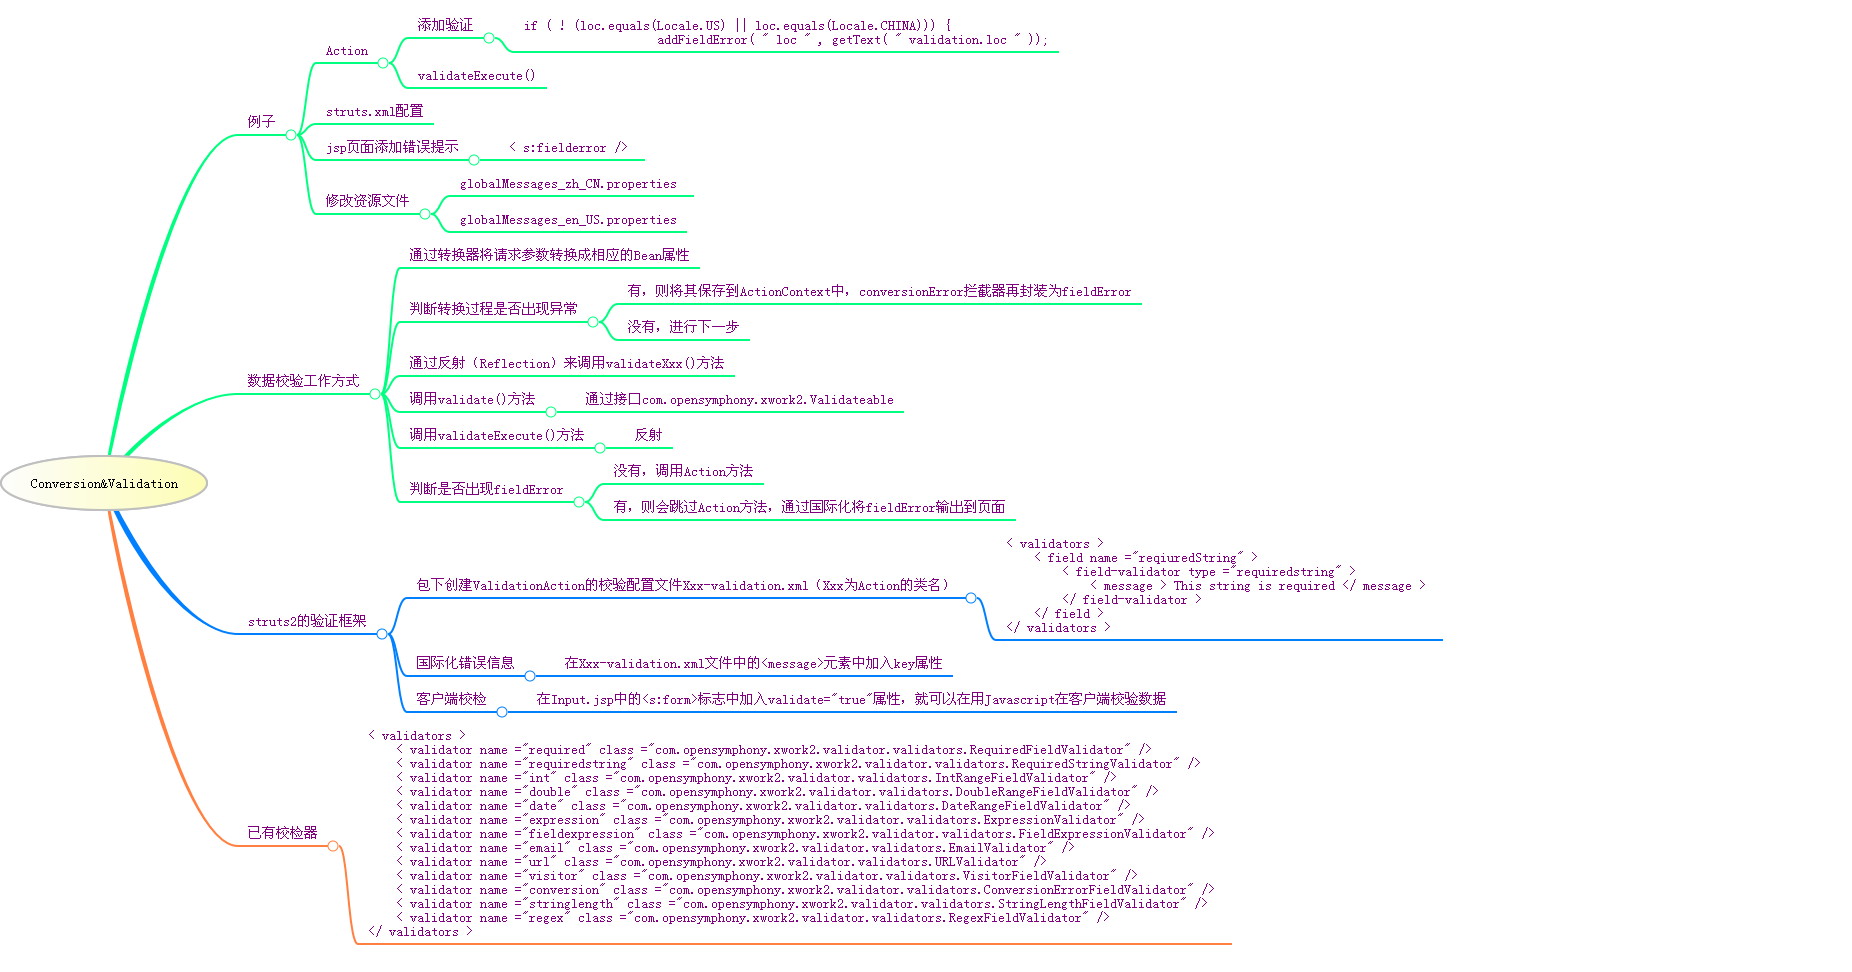 Conversion&Validation
例子
Action
添加验证
if ( ! (loc.equals(Locale.US) || loc.equals(Locale.CHINA))) {
addFieldError( " loc " , getText( " validation.loc " ));
validateExecute()
struts.xml配置
jsp页面添加错误提示
< s:fielderror />
修改资源文件
globalMessages_zh_CN.properties
globalMessages_en_US.properties
数据校验工作方式
通过转换器将请求参数转换成相应的Bean属性
判断转换过程是否出现异常
有，则将其保存到ActionContext中，conversionError拦截器再封装为fieldError
没有，进行下一步
通过反射（Reflection）来调用validateXxx()方法
调用validate()方法
通过接口com.opensymphony.xwork2.Validateable
调用validateExecute()方法
反射
判断是否出现fieldError
没有，调用Action方法
有，则会跳过Action方法，通过国际化将fieldError输出到页面
struts2的验证框架
包下创建ValidationAction的校验配置文件Xxx-validation.xml（Xxx为Action的类名）
< validators >
< field name ="reqiuredString" >
< field-validator type ="requiredstring" >
< message > This string is required </ message >
</ field-validator >
</ field >
</ validators >
国际化错误信息
在Xxx-validation.xml文件中的<message>元素中加入key属性
客户端校检
在Input.jsp中的<s:form>标志中加入validate="true"属性，就可以在用Javascript在客户端校验数据
已有校检器
< validators >
< validator name ="required" class ="com.opensymphony.xwork2.validator.validators.RequiredFieldValidator" />
< validator name ="requiredstring" class ="com.opensymphony.xwork2.validator.validators.RequiredStringValidator" />
< validator name ="int" class ="com.opensymphony.xwork2.validator.validators.IntRangeFieldValidator" />
< validator name ="double" class ="com.opensymphony.xwork2.validator.validators.DoubleRangeFieldValidator" />
< validator name ="date" class ="com.opensymphony.xwork2.validator.validators.DateRangeFieldValidator" />
< validator name ="expression" class ="com.opensymphony.xwork2.validator.validators.ExpressionValidator" />
< validator name ="fieldexpression" class ="com.opensymphony.xwork2.validator.validators.FieldExpressionValidator" />
< validator name ="email" class ="com.opensymphony.xwork2.validator.validators.EmailValidator" />
< validator name ="url" class ="com.opensymphony.xwork2.validator.validators.URLValidator" />
< validator name ="visitor" class ="com.opensymphony.xwork2.validator.validators.VisitorFieldValidator" />
< validator name ="conversion" class ="com.opensymphony.xwork2.validator.validators.ConversionErrorFieldValidator" />
< validator name ="stringlength" class ="com.opensymphony.xwork2.validator.validators.StringLengthFieldValidator" />
< validator name ="regex" class ="com.opensymphony.xwork2.validator.validators.RegexFieldValidator" />
</ validators >